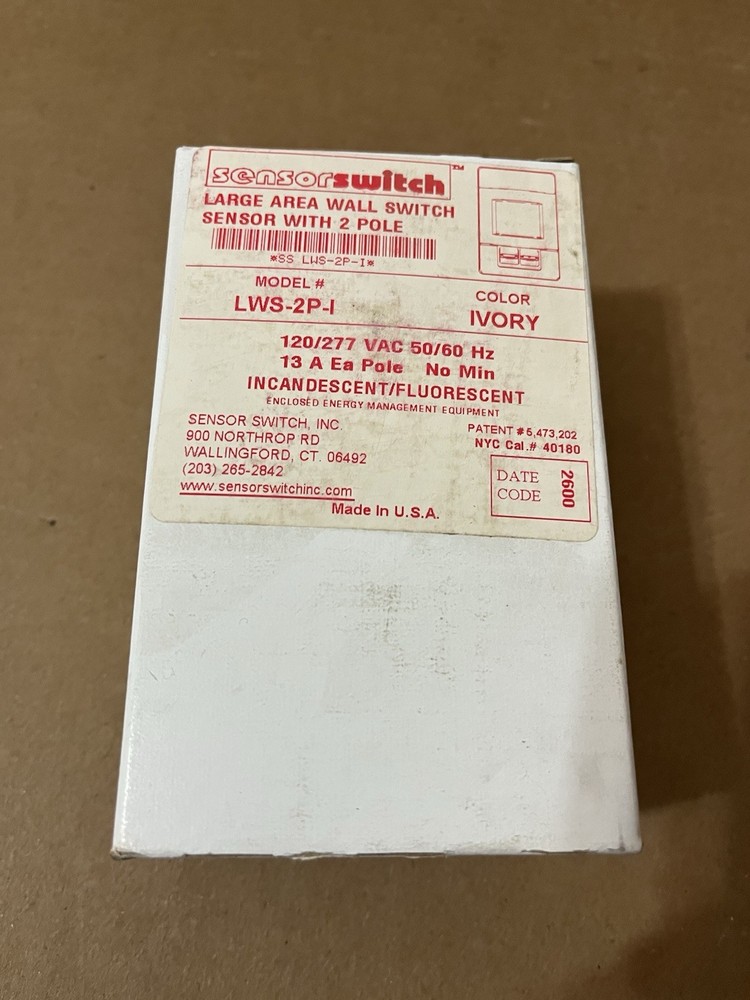 sensorswitch™
LARGE AREA WALL SWITCH
SENSOR WITH 2 POLE
*SS LWS-2P-I*
MODEL #
LWS-2P-I
COLOR
IVORY
120/277 VAC 50/60 Hz
13 A Ea Pole No Min
INCANDESCENT/FLUORESCENT
ENCLOSED ENERGY MANAGEMENT EQUIPMENT
SENSOR SWITCH, INC.
900 NORTHROP RD
WALLINGFORD, CT. 06492
(203) 265-2842
www.sensorswitchinc.com
PATENT # 5,473,202
NYC Cal.# 40180
DATE
CODE
2600
Made In U.S.A.